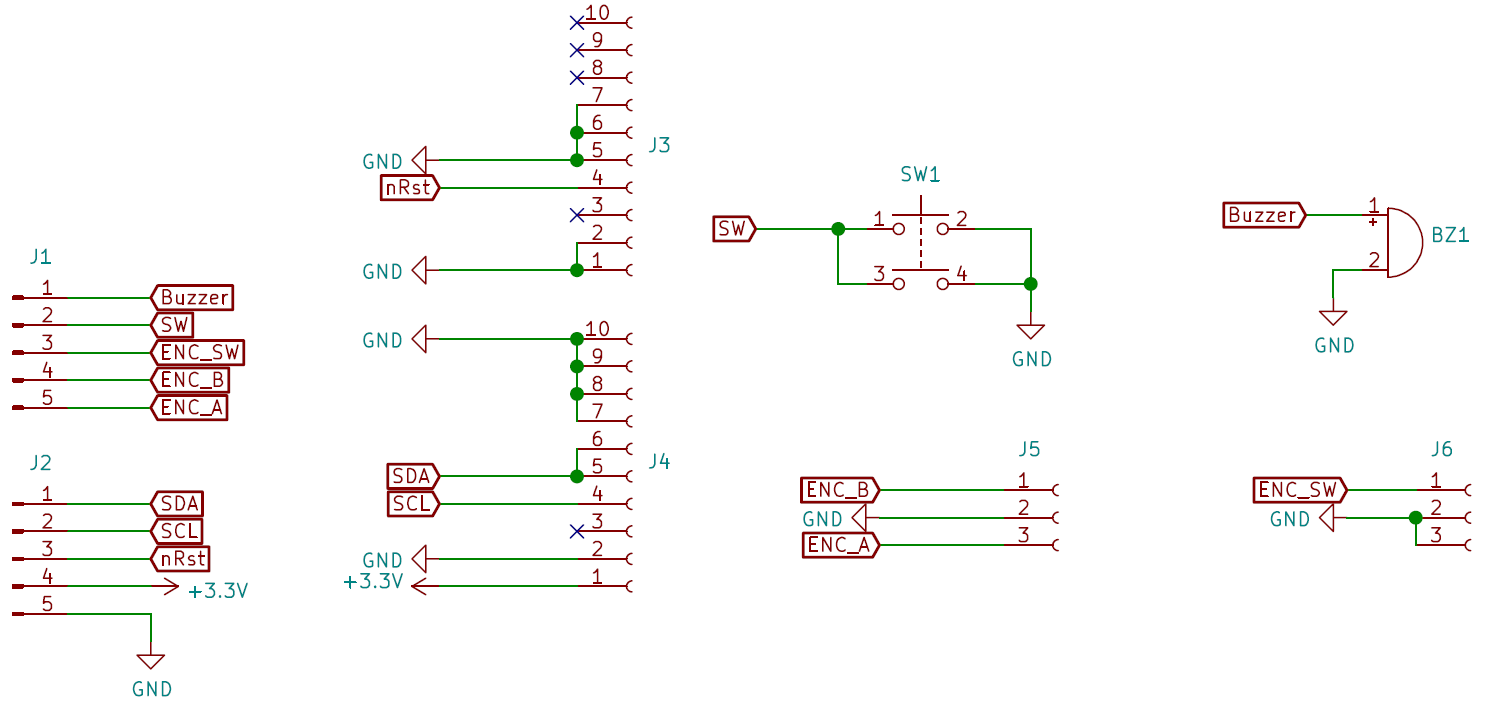 J1
1
Buzzer
2
SW
3
ENC_SW
4
ENC_B
5
ENC_A
J2
1
SDA
2
SCL
3
nRst
4
+3.3V
5
GND
10
9
8
7
6
J3
GND
5
nRst
4
3
2
GND
1
GND
10
9
8
7
6
J4
SDA
5
SCL
4
3
GND
2
+3.3V
1
SW1
SW
1
2
3
4
GND
Buzzer
1
+
BZ1
2
GND
J5
ENC_B
1
GND
2
ENC_A
3
J6
ENC_SW
1
GND
2
3